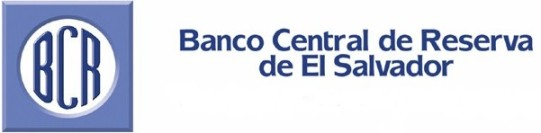 BCR
Banco Central de Reserva
de El Salvador